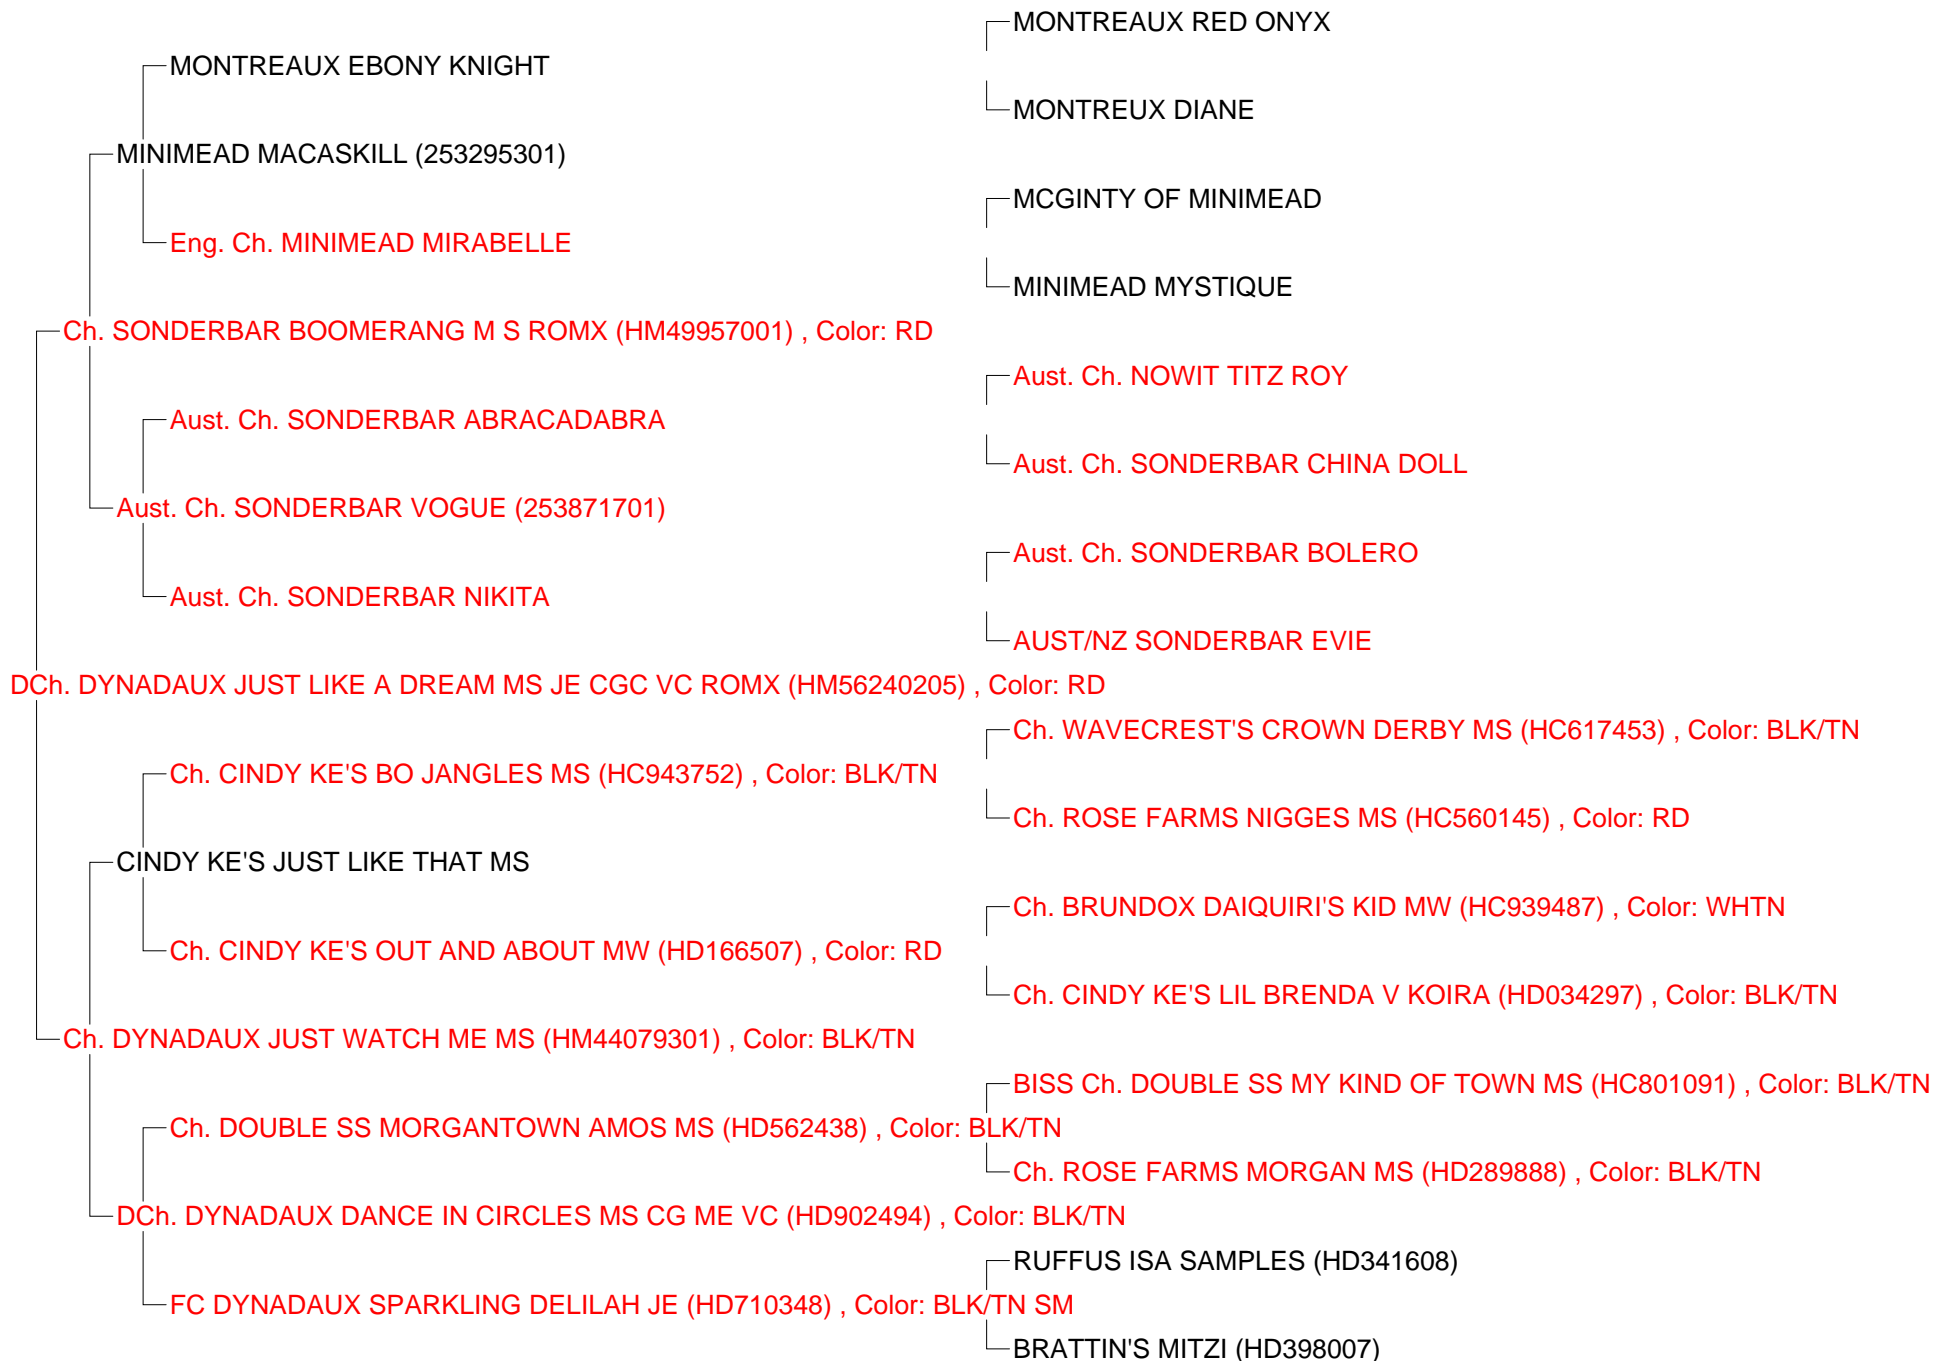 MONTREAUX RED ONYX
MONTREAUX EBONY KNIGHT
MONTREUX DIANE
MINIMEAD MACASKILL (253295301)
MCGINTY OF MINIMEAD
Eng. Ch. MINIMEAD MIRABELLE
MINIMEAD MYSTIQUE
Ch. SONDERBAR BOOMERANG M S ROMX (HM49957001) , Color: RD
Aust. Ch. NOWIT TITZ ROY
Aust. Ch. SONDERBAR ABRACADABRA
Aust. Ch. SONDERBAR CHINA DOLL
Aust. Ch. SONDERBAR VOGUE (253871701)
Aust. Ch. SONDERBAR BOLERO
Aust. Ch. SONDERBAR NIKITA
AUST/NZ SONDERBAR EVIE
DCh. DYNADAUX JUST LIKE A DREAM MS JE CGC VC ROMX (HM56240205) , Color: RD
Ch. WAVECREST'S CROWN DERBY MS (HC617453) , Color: BLK/TN
Ch. CINDY KE'S BO JANGLES MS (HC943752) , Color: BLK/TN
Ch. ROSE FARMS NIGGES MS (HC560145) , Color: RD
CINDY KE'S JUST LIKE THAT MS
Ch. BRUNDOX DAIQUIRI'S KID MW (HC939487) , Color: WHTN
Ch. CINDY KE'S OUT AND ABOUT MW (HD166507) , Color: RD
Ch. CINDY KE'S LIL BRENDA V KOIRA (HD034297) , Color: BLK/TN
Ch. DYNADAUX JUST WATCH ME MS (HM44079301) , Color: BLK/TN
BISS Ch. DOUBLE SS MY KIND OF TOWN MS (HC801091) , Color: BLK/TN
Ch. DOUBLE SS MORGANTOWN AMOS MS (HD562438) , Color: BLK/TN
Ch. ROSE FARMS MORGAN MS (HD289888) , Color: BLK/TN
DCh. DYNADAUX DANCE IN CIRCLES MS CG ME VC (HD902494) , Color: BLK/TN
RUFFUS ISA SAMPLES (HD341608)
FC DYNADAUX SPARKLING DELILAH JE (HD710348) , Color: BLK/TN SM
BRATTIN'S MITZI (HD398007)